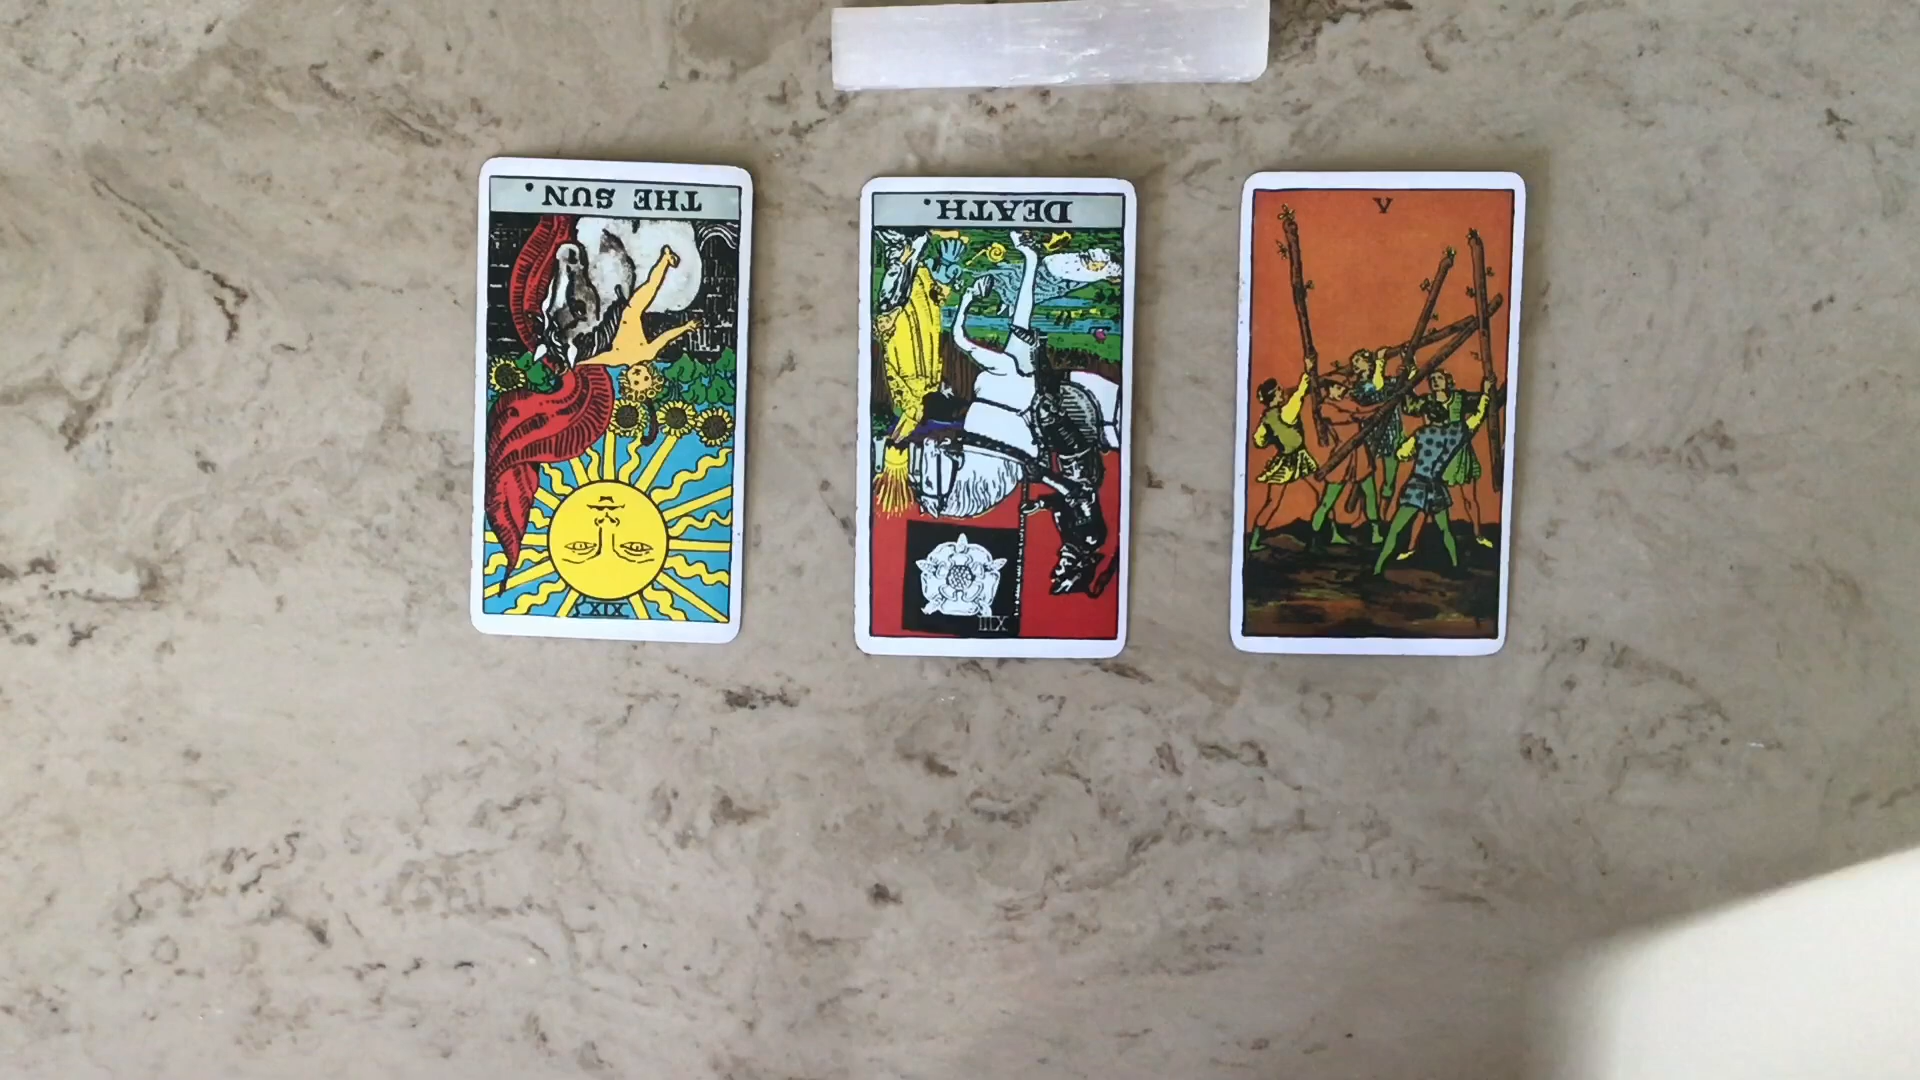 THE SUN.
XIX
DEATH.
XIII
V